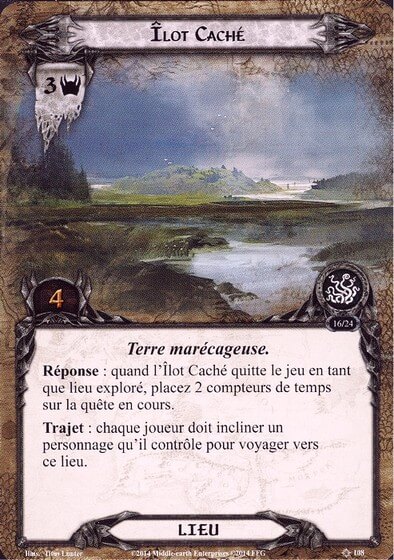 Îlot Caché
3
4
16/24
Terre marécageuse.
Réponse : quand l'Îlot Caché quitte le jeu en tant
que lieu exploré, placez 2 compteurs de temps
sur la quête en cours.
Trajet : chaque joueur doit incliner un
personnage qu'il contrôle pour voyager vers
ce lieu.
LIEU
©2014 Middle-earth Enterprises ©2014 FFG
108